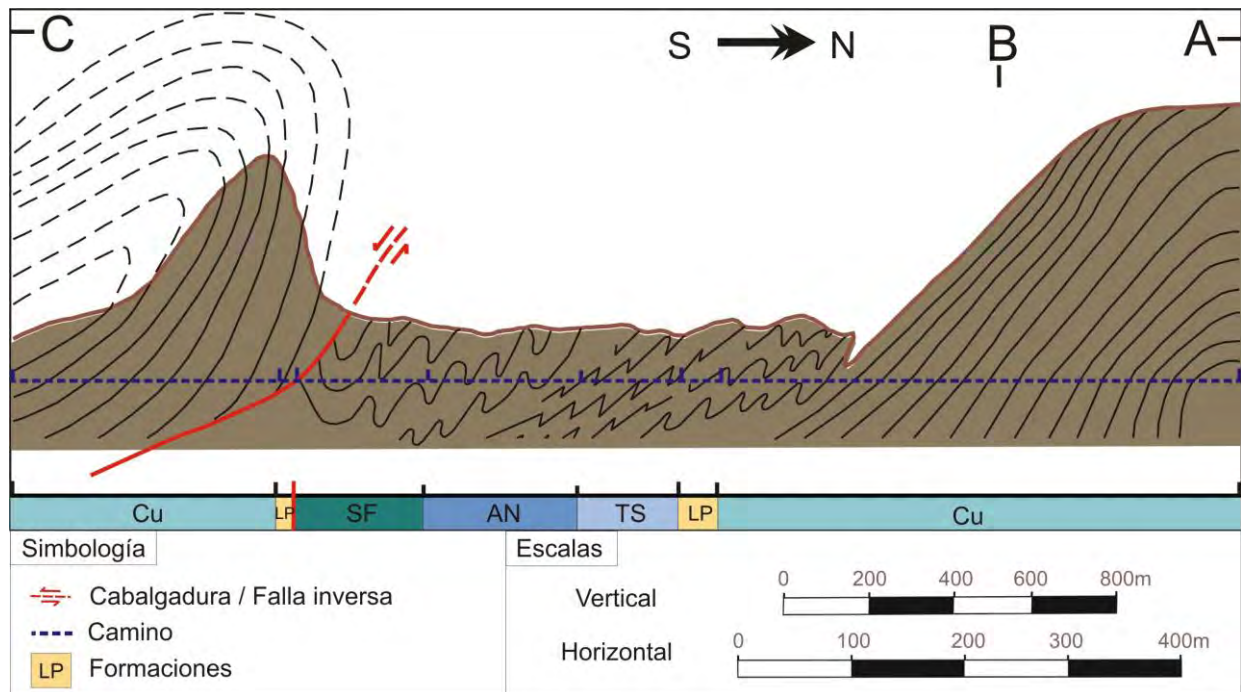 C
S N
B
A
Cu LP SF AN TS LP Cu
Simbología
Cabalgadura / Falla inversa
Camino
LP Formaciones
Escalas
Vertical
0 200 400 600 800m
Horizontal
0 100 200 300 400m